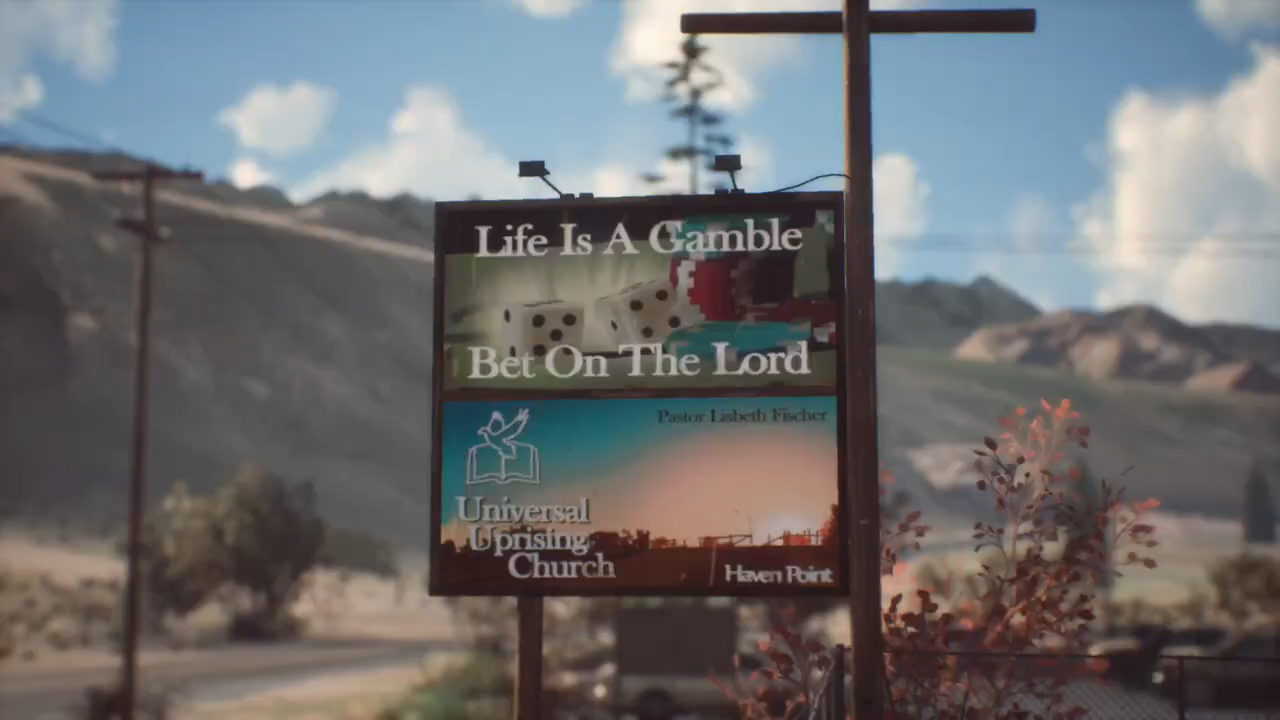 Life Is A Gamble
Bet On The Lord
Pastor Lisbeth Fischer
Universal
Uprising
Church
Haven Point